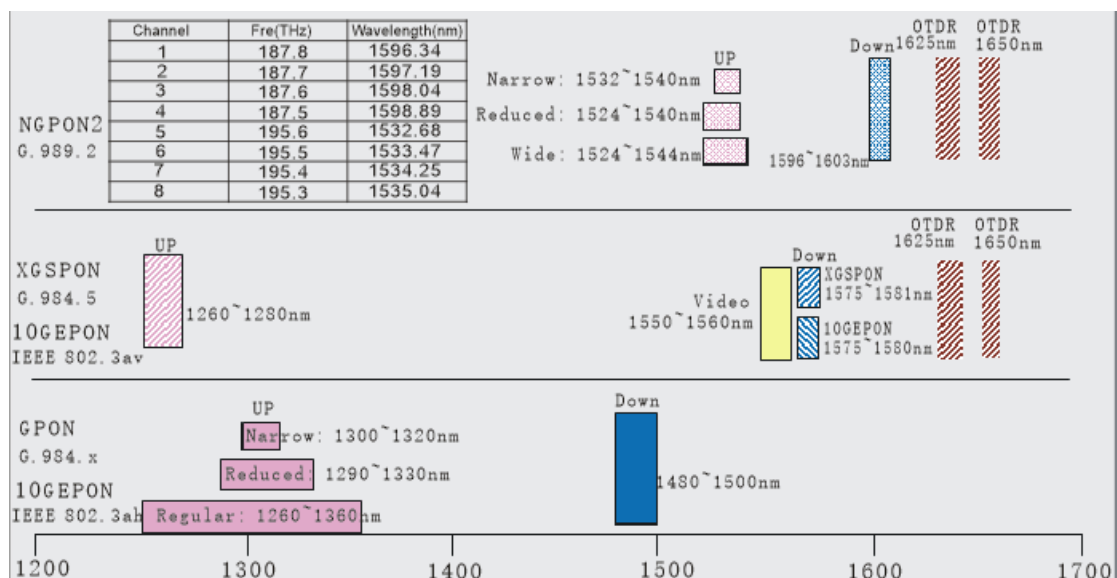 Channel Fre(THz) Wavelength(nm)
1 187.8 1596.34
2 187.7 1597.19
3 187.6 1598.04
4 187.5 1598.89
5 195.6 1532.68
6 195.5 1533.47
7 195.4 1534.25
8 195.3 1535.04
NGPON2
G.989.2
UP
Narrow: 1532~1540nm
Reduced: 1524~1540nm
Wide: 1524~1544nm
Down
1596~1603nm
OTDR
1625nm
OTDR
1650nm
XGSPON
G.984.5
10GEPON
IEEE 802.3av
UP
1260~1280nm
Video
1550~1560nm
Down
XGSPON
1575~1581nm
10GEPON
1575~1580nm
OTDR
1625nm
OTDR
1650nm
GPON
G.984.x
10GEPON
IEEE 802.3ah
UP
Narrow: 1300~1320nm
Reduced: 1290~1330nm
Regular: 1260~1360nm
Down
1480~1500nm
1200 1300 1400 1500 1600 1700